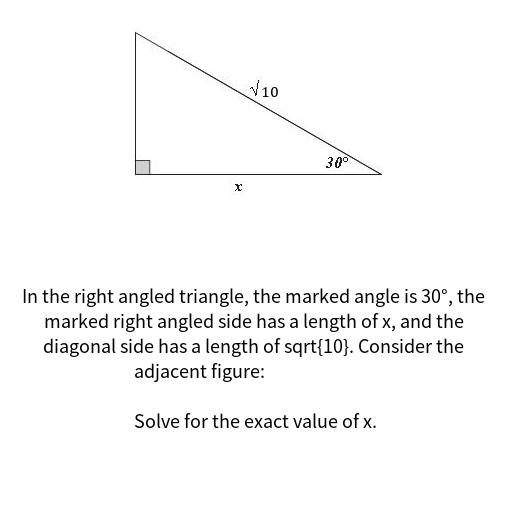 √10
30°
x
In the right angled triangle, the marked angle is 30°, the
marked right angled side has a length of x, and the
diagonal side has a length of sqrt{10}. Consider the
adjacent figure:
Solve for the exact value of x.